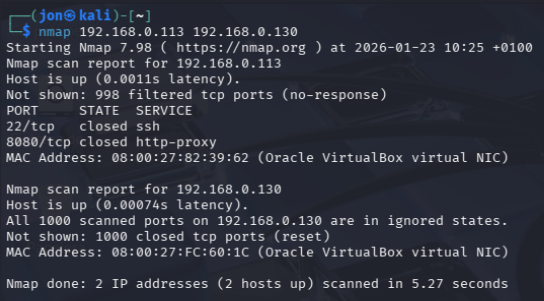 ┌──(jon㉿kali)-[~]
└─$ nmap 192.168.0.113 192.168.0.130
Starting Nmap 7.98 ( https://nmap.org ) at 2026-01-23 10:25 +0100
Nmap scan report for 192.168.0.113
Host is up (0.0011s latency).
Not shown: 998 filtered tcp ports (no-response)
PORT     STATE  SERVICE
22/tcp   closed ssh
8080/tcp closed http-proxy
MAC Address: 08:00:27:82:39:62 (Oracle VirtualBox virtual NIC)

Nmap scan report for 192.168.0.130
Host is up (0.00074s latency).
All 1000 scanned ports on 192.168.0.130 are in ignored states.
Not shown: 1000 closed tcp ports (reset)
MAC Address: 08:00:27:FC:60:1C (Oracle VirtualBox virtual NIC)

Nmap done: 2 IP addresses (2 hosts up) scanned in 5.27 seconds